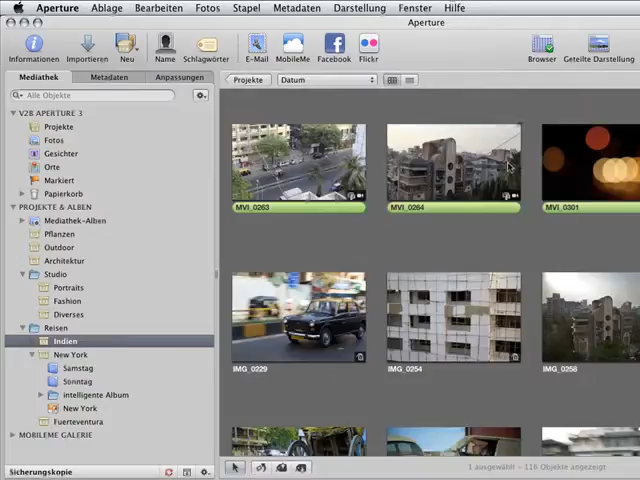 Aperture Ablage Bearbeiten Fotos Stapel Metadaten Darstellung Fenster Hilfe
Aperture
Informationen Importieren Neu Name Schlagwörter E-Mail MobileMe Facebook Flickr Browser Geteilte Darstellung
Mediathek Metadaten Anpassungen Projekte Datum
Alle Objekte
V2B APERTURE 3
Projekte
Fotos
Gesichter
Orte
Markiert
Papierkorb
PROJEKTE & ALBEN
Mediathek-Alben
Pflanzen
Outdoor
Architektur
Studio
Portraits
Fashion
Diverses
Reisen
Indien
New York
Samstag
Sonntag
intelligente Album
New York
Fuerteventura
MOBILEME GALERIE
Sicherungskopie
MVI_0263 MVI_0264 MVI_0301
IMG_0229 IMG_0254 IMG_0258
1 ausgewählt – 116 Objekte angezeigt